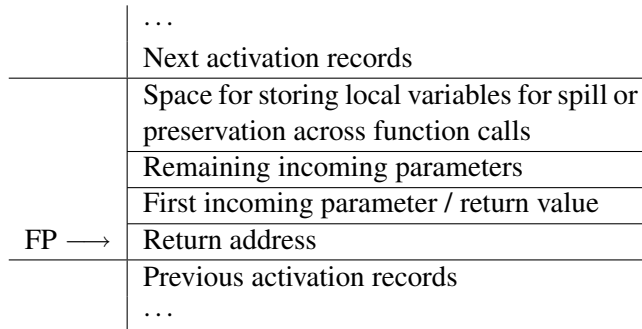 ...
Next activation records
Space for storing local variables for spill or
preservation across function calls
Remaining incoming parameters
First incoming parameter / return value
FP ⟶ Return address
Previous activation records
...